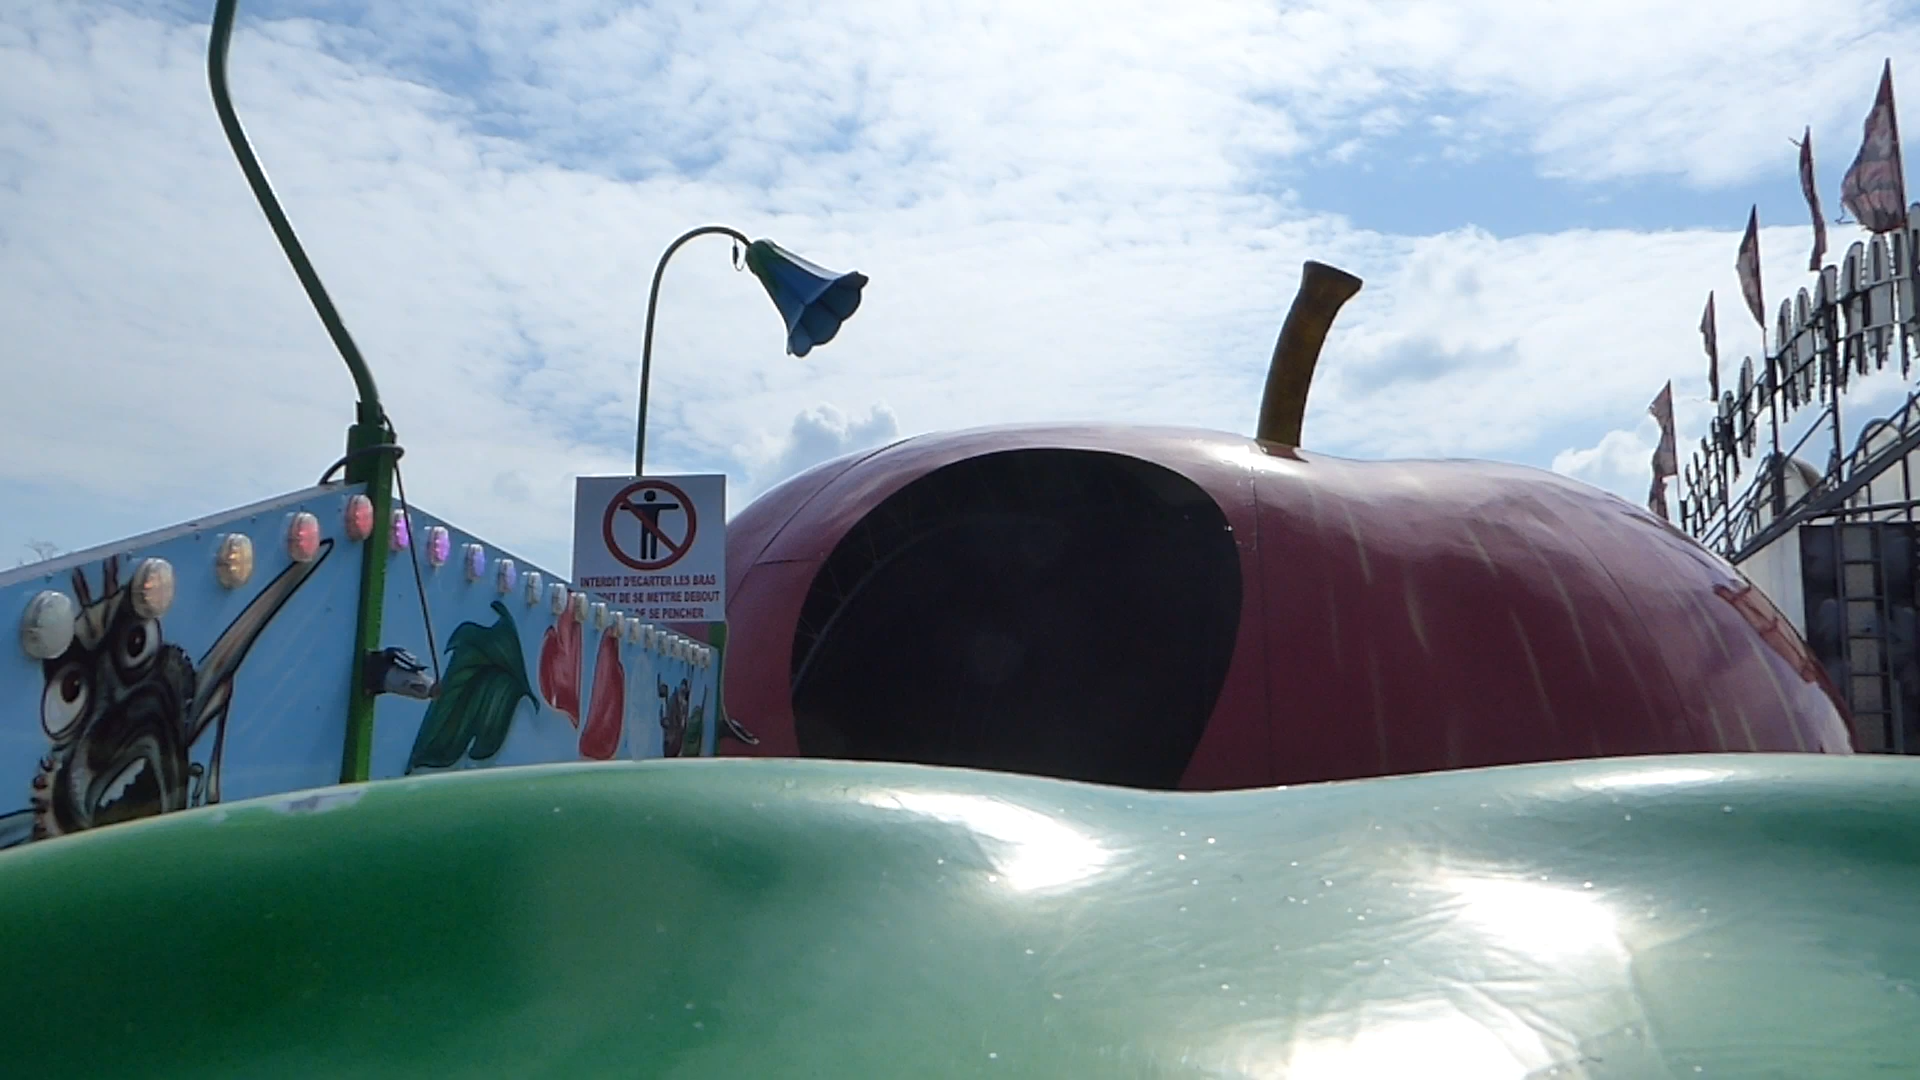 INTERDIT D'ECARTER LES BRAS
DE SE METTRE DEBOUT
SE PENCHER